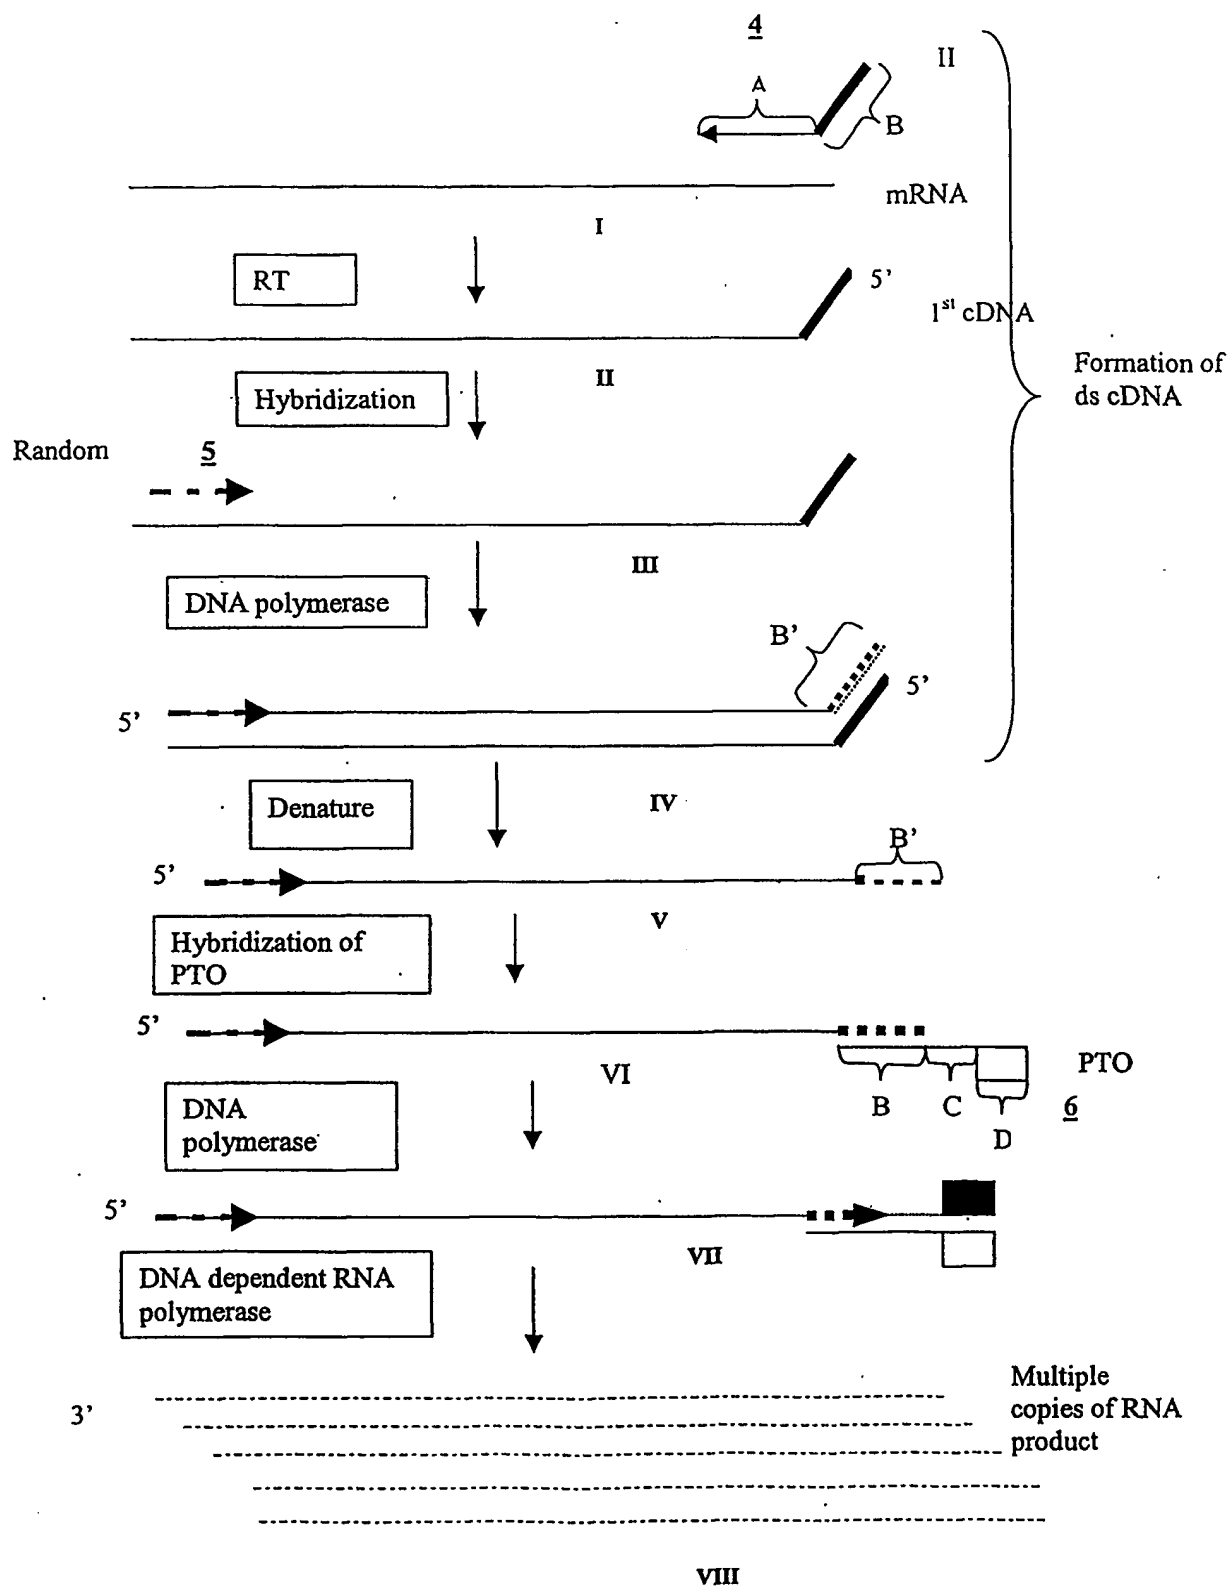 4
II
A
B
mRNA
I
RT
5’
1st cDNA
II
Formation of
ds cDNA
Hybridization
Random
5
III
DNA polymerase
B’
5’
5’
IV
Denature
B’
5’
V
Hybridization of
PTO
5’
VI
PTO
B
C
6
D
DNA
polymerase
5’
VII
DNA dependent RNA
polymerase
Multiple
copies of RNA
product
3’
VIII